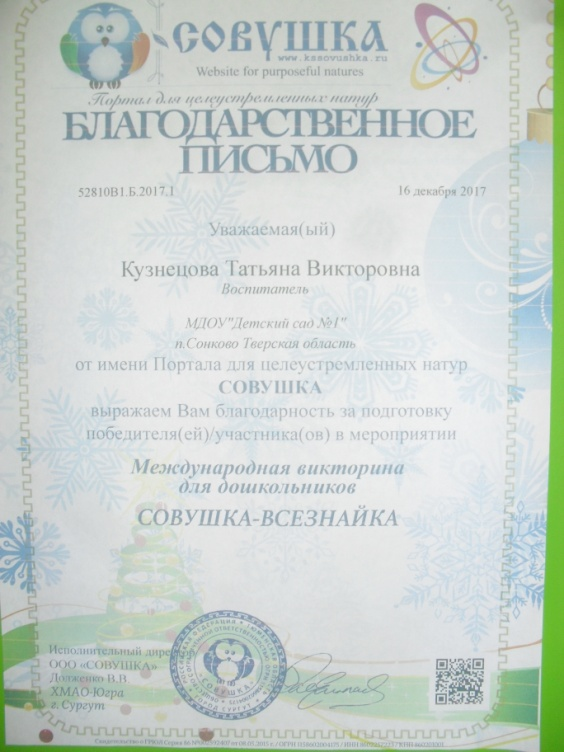 СОВУШКА
www.kssovushka.ru
Website for purposeful natures
Портал для целеустремленных натур
БЛАГОДАРСТВЕННОЕ
ПИСЬМО
52810В1.Б.2017.1
16 декабря 2017
Уважаемая(ый)
Кузнецова Татьяна Викторовна
Воспитатель
МДОУ"Детский сад №1"
п.Сонково Тверская область
от имени Портала для целеустремленных натур
СОВУШКА
выражаем Вам благодарность за подготовку
победителя(ей)/участника(ов) в мероприятии
Международная викторина
для дошкольников
СОВУШКА-ВСЕЗНАЙКА
Исполнительный
ООО «СОВУШКА»
Долженко В.В.
ХМАО-Югра
г. Сургут
СОВУШКА